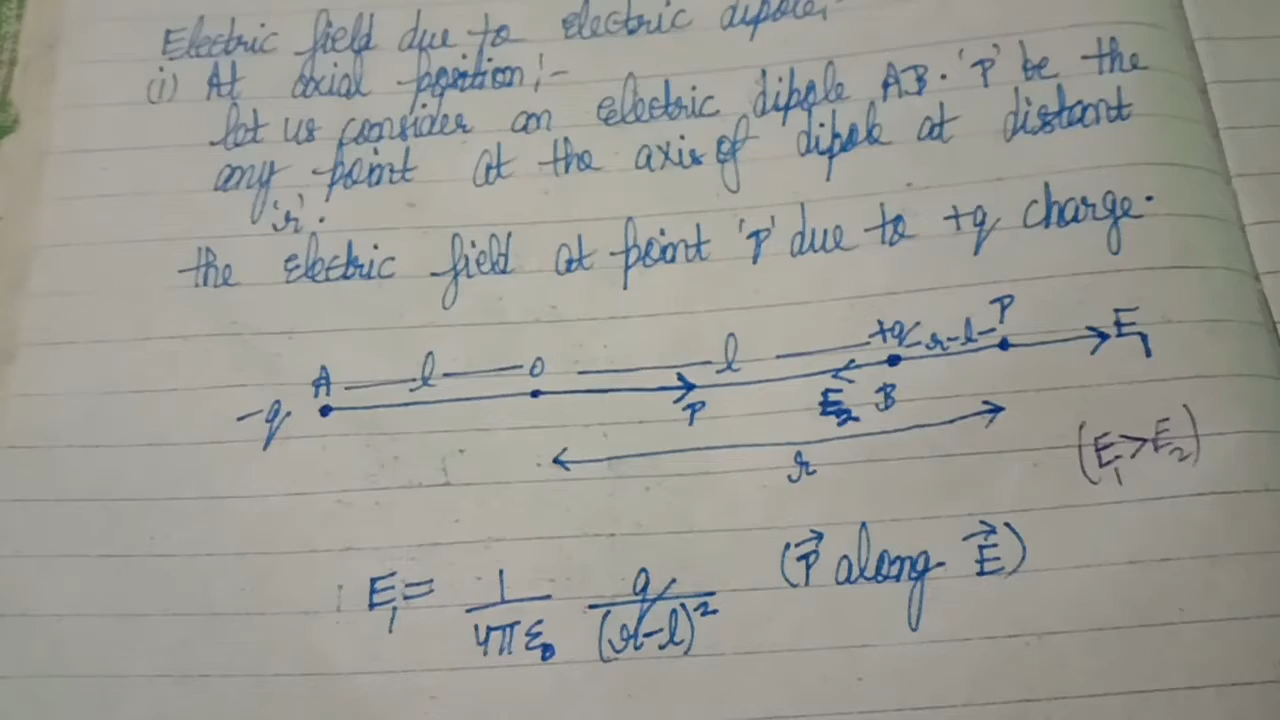 Electric field due to electric dipole,
(i) At axial position:-
let us consider an electric dipole AB. 'P' be the
any point at the axis of dipole at distant
'r'.
the electric field at point 'P' due to +q charge.
-q A l O l +q r-l P E₁
P E₂ B
r
(E₁>E₂)
E₁= 1/4πε₀ q/(r-l)² (P⃗ along E⃗)